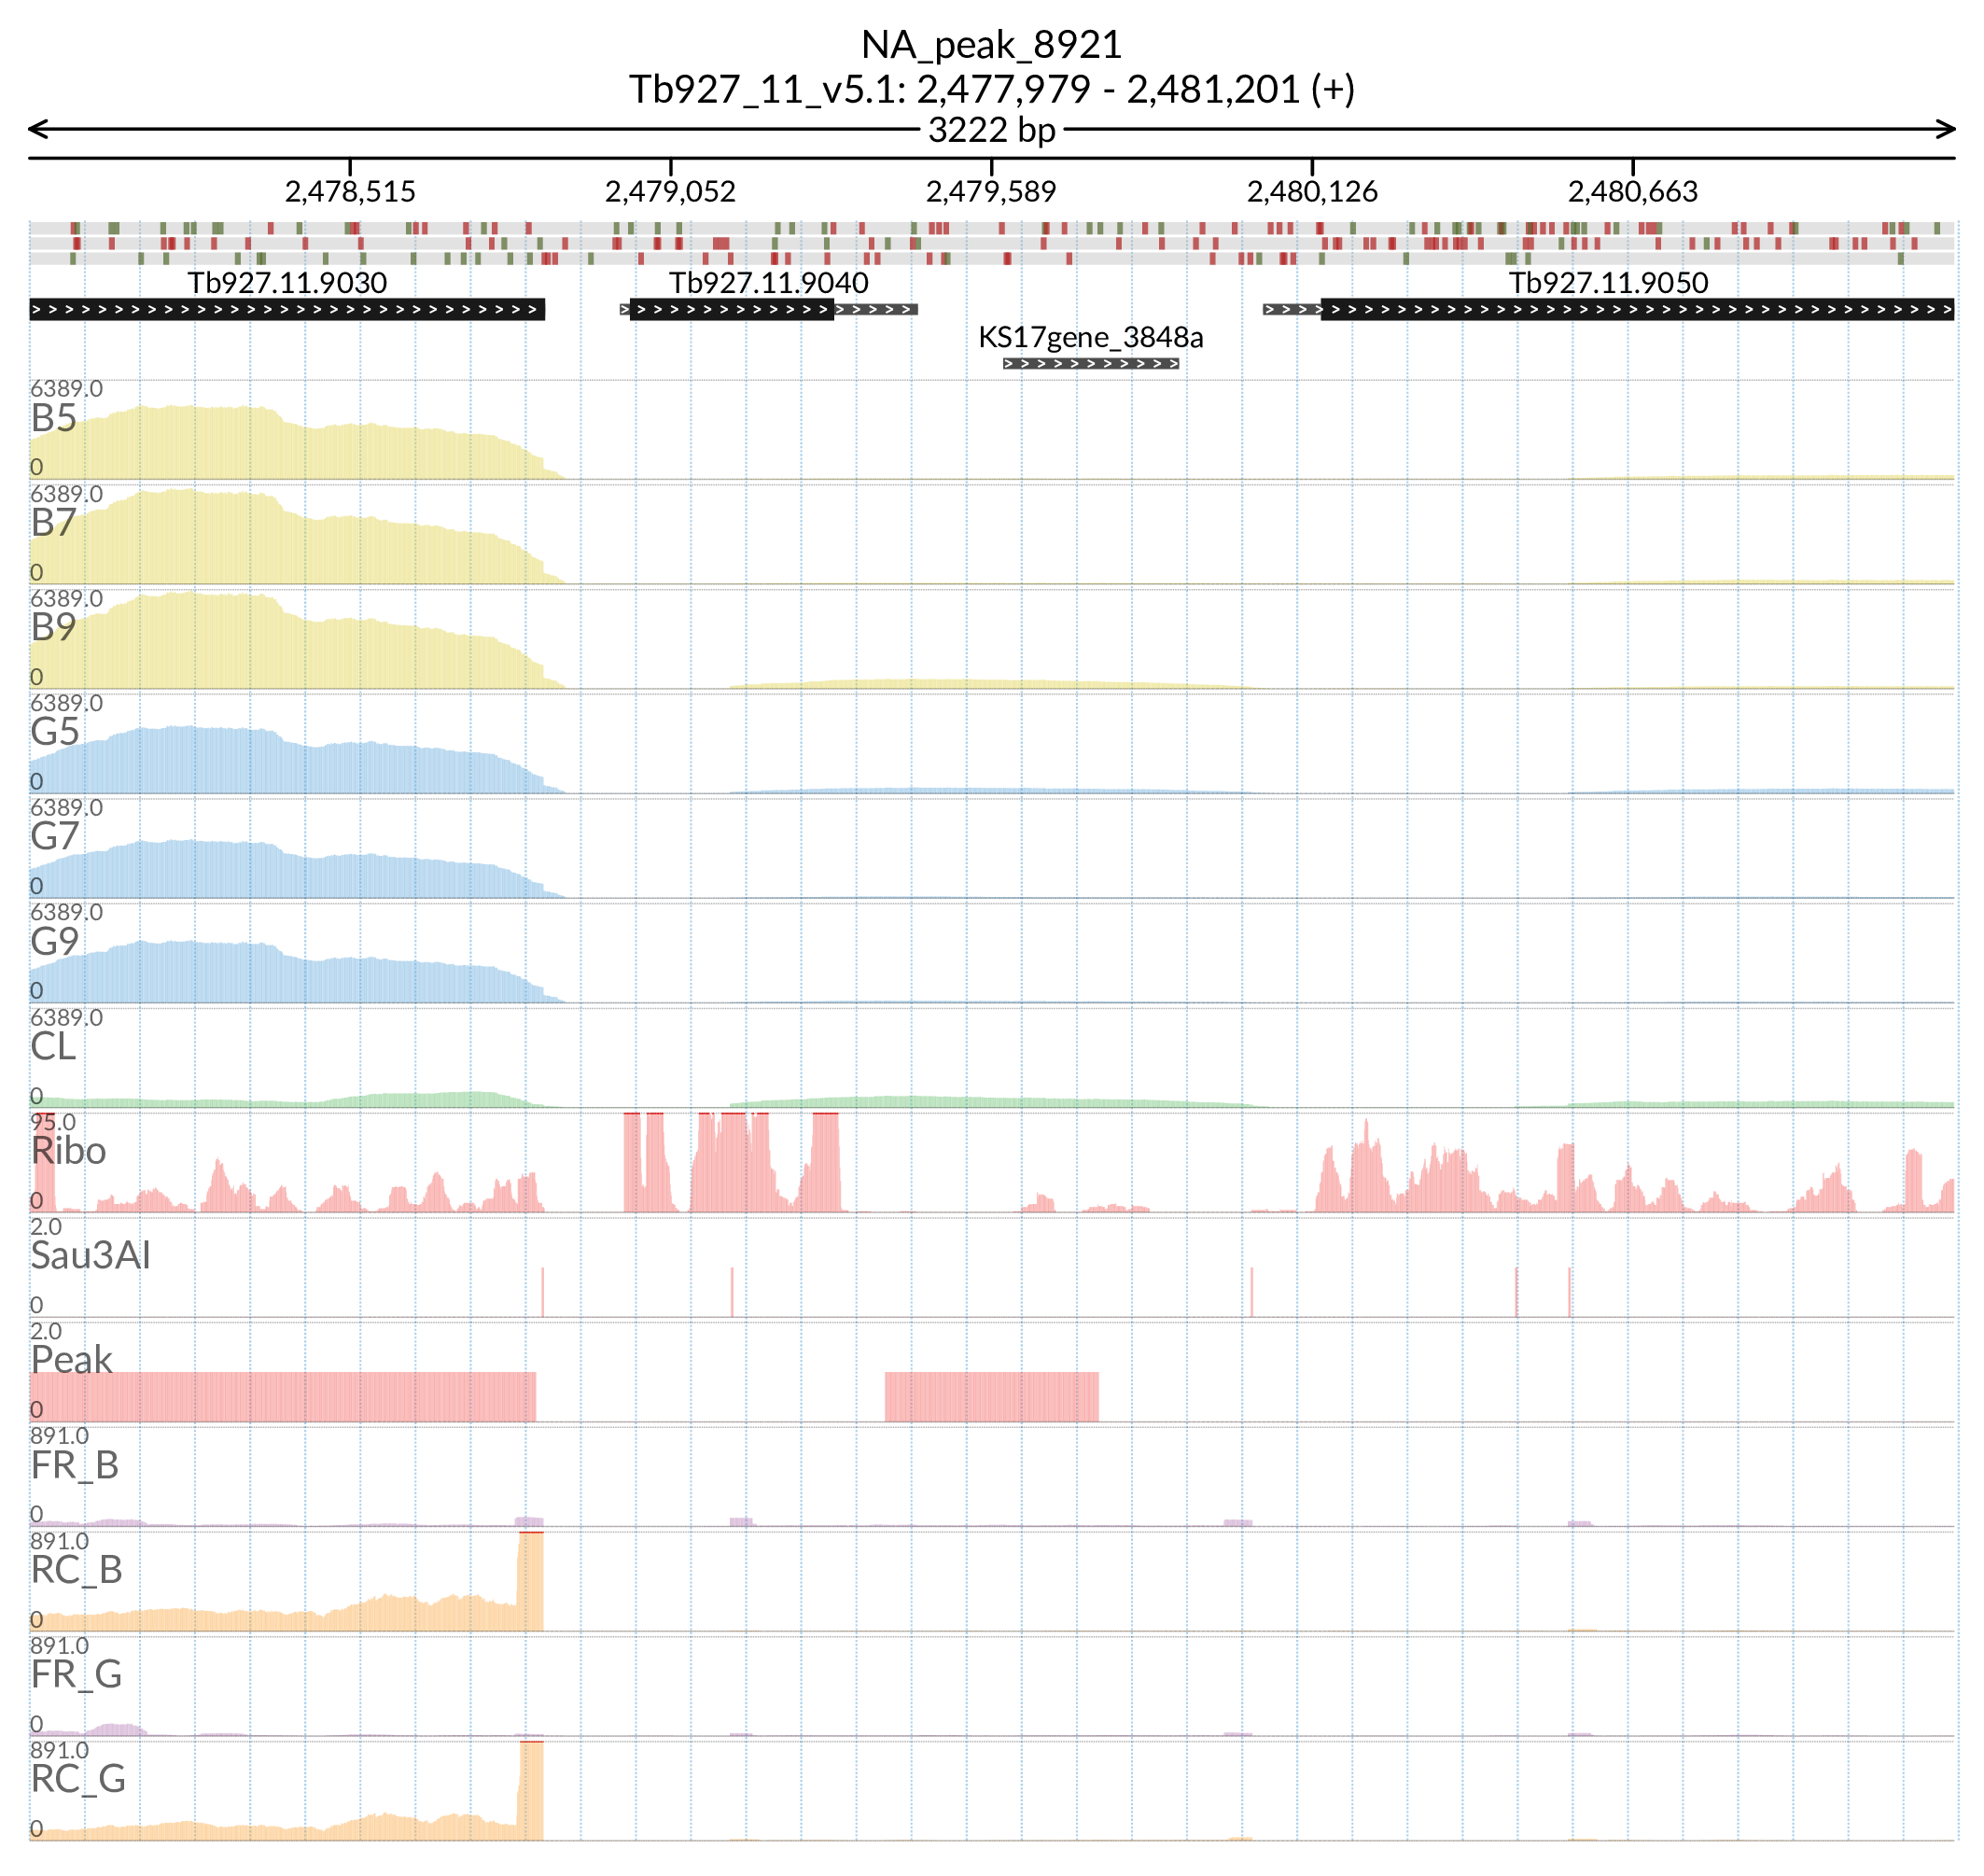 NA_peak_8921
Tb927_11_v5.1: 2,477,979 - 2,481,201 (+)
3222 bp
2,478,515 2,479,052 2,479,589 2,480,126 2,480,663
Tb927.11.9030 Tb927.11.9040 Tb927.11.9050
KS17gene_3848a
6389.0
B5
0
6389.0
B7
0
6389.0
B9
0
6389.0
G5
0
6389.0
G7
0
6389.0
G9
0
6389.0
CL
0
95.0
Ribo
0
2.0
Sau3AI
0
2.0
Peak
0
891.0
FR_B
0
891.0
RC_B
0
891.0
FR_G
0
891.0
RC_G
0